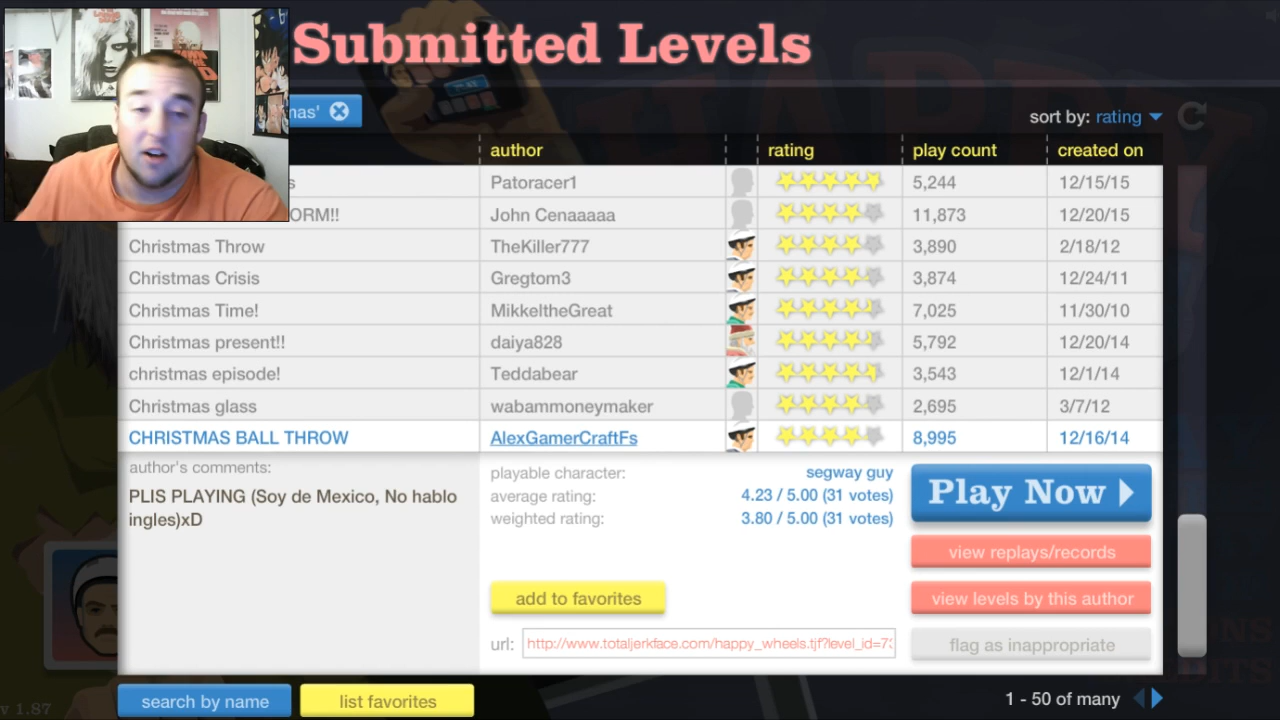 Submitted Levels
mas'
sort by: rating
author rating play count created on
s Patoracer1 5,244 12/15/15
ORM!! John Cenaaaaa 11,873 12/20/15
Christmas Throw TheKiller777 3,890 2/18/12
Christmas Crisis Gregtom3 3,874 12/24/11
Christmas Time! MikkeltheGreat 7,025 11/30/10
Christmas present!! daiya828 5,792 12/20/14
christmas episode! Teddabear 3,543 12/1/14
Christmas glass wabammoneymaker 2,695 3/7/12
CHRISTMAS BALL THROW AlexGamerCraftFs 8,995 12/16/14
author's comments:
PLIS PLAYING (Soy de Mexico, No hablo
ingles)xD
playable character: segway guy
average rating: 4.23 / 5.00 (31 votes)
weighted rating: 3.80 / 5.00 (31 votes)
add to favorites
url: http://www.totaljerkface.com/happy_wheels.tjf?level_id=73
Play Now
view replays/records
view levels by this author
flag as inappropriate
search by name
list favorites
1 - 50 of many
v 1.87